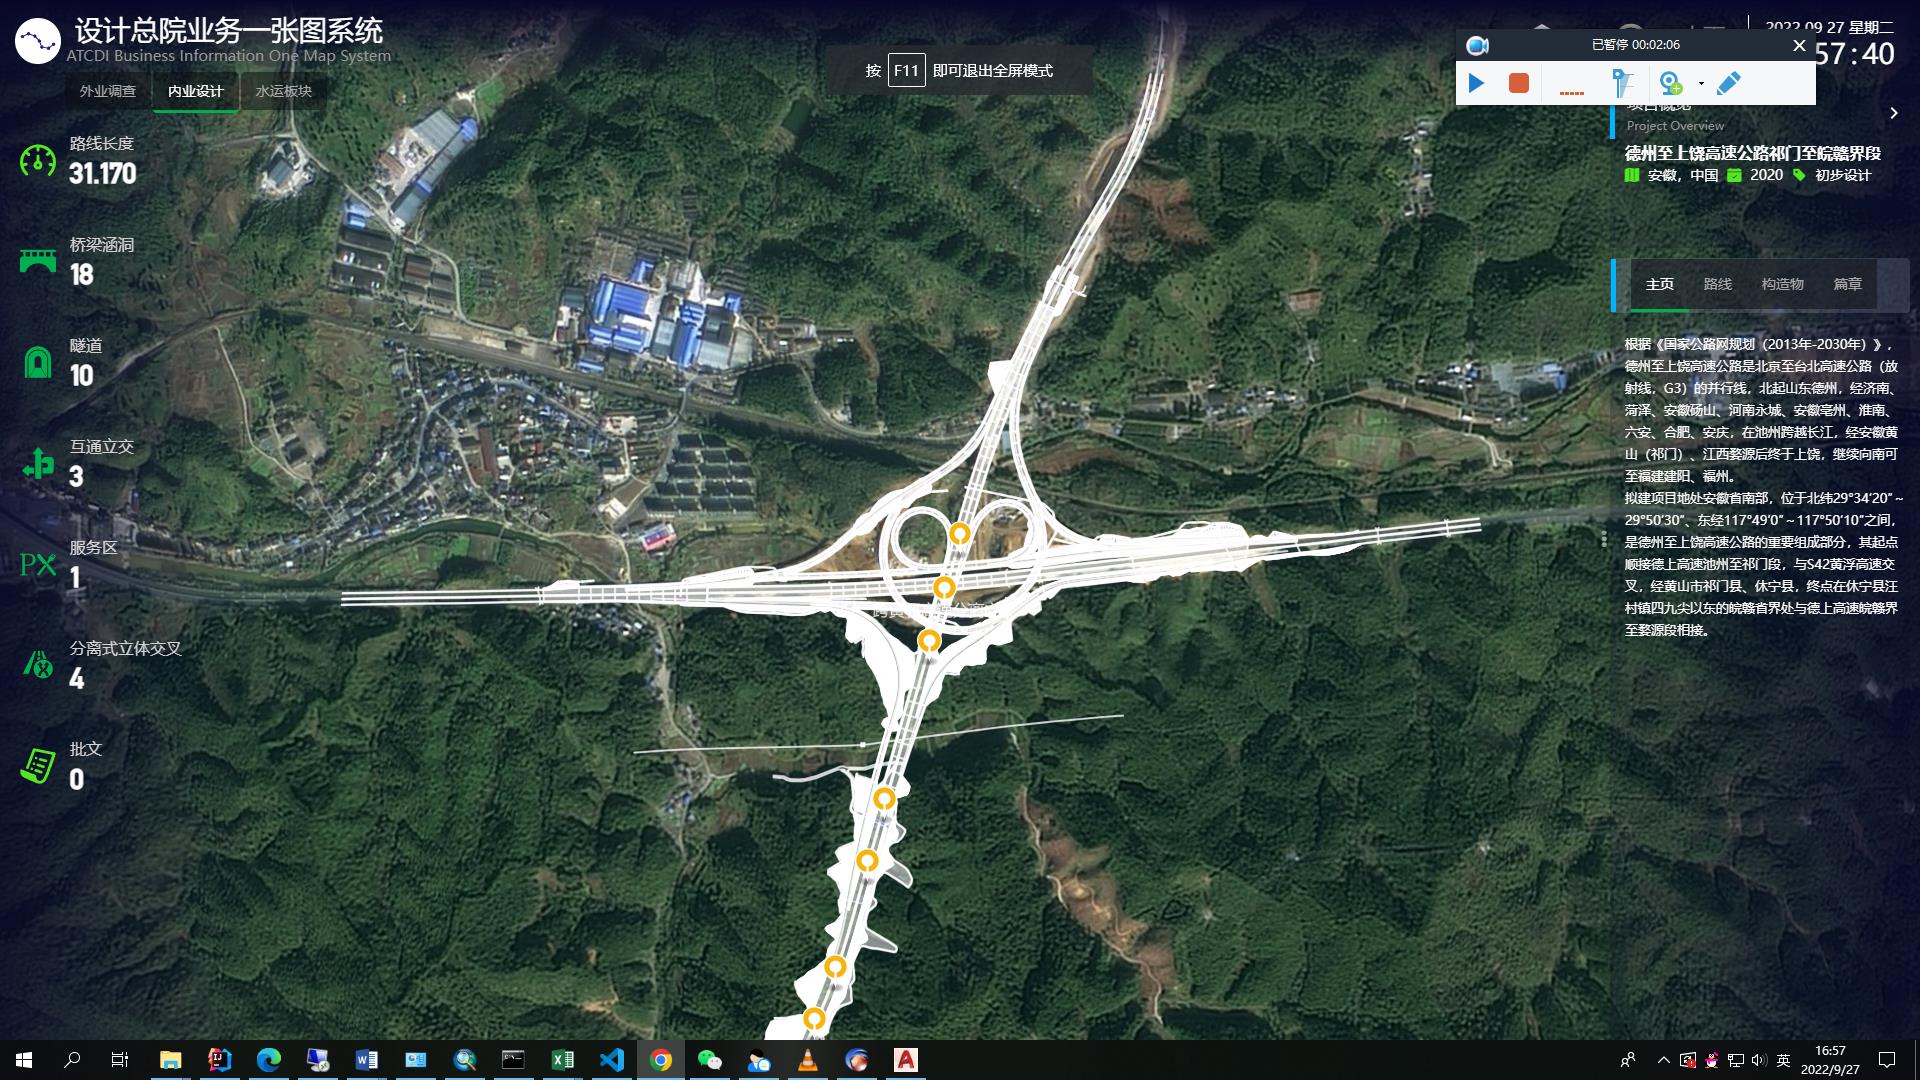 设计总院业务一张图系统
ATCDI Business Information One Map System
外业调查 内业设计 水运板块
按 F11 即可退出全屏模式
2022.09.27 星期二
57:40
已暂停 00:02:06
路线长度
31.170
桥梁涵洞
18
隧道
10
互通立交
3
服务区
1
分离式立体交叉
4
批文
0
项目概览
Project Overview
德州至上饶高速公路祁门至皖赣界段
安徽，中国 2020 初步设计
主页 路线 构造物 篇章
根据《国家公路网规划（2013年-2030年）》，
德州至上饶高速公路是北京至台北高速公路（放
射线，G3）的并行线，北起山东德州，经济南、
菏泽、安徽砀山、河南永城、安徽亳州、淮南、
六安、合肥、安庆，在池州跨越长江，经安徽黄
山（祁门）、江西婺源后终于上饶，继续向南可
至福建建阳、福州。
拟建项目地处安徽省南部，位于北纬29°34′20″～
29°50′30″、东经117°49′0″～117°50′10″之间，
是德州至上饶高速公路的重要组成部分，其起点
顺接德上高速池州至祁门段，与S42黄浮高速交
叉，经黄山市祁门县、休宁县，终点在休宁县汪
村镇四九尖以东的皖赣省界处与德上高速皖赣界
至婺源段相接。
英
16:57
2022/9/27